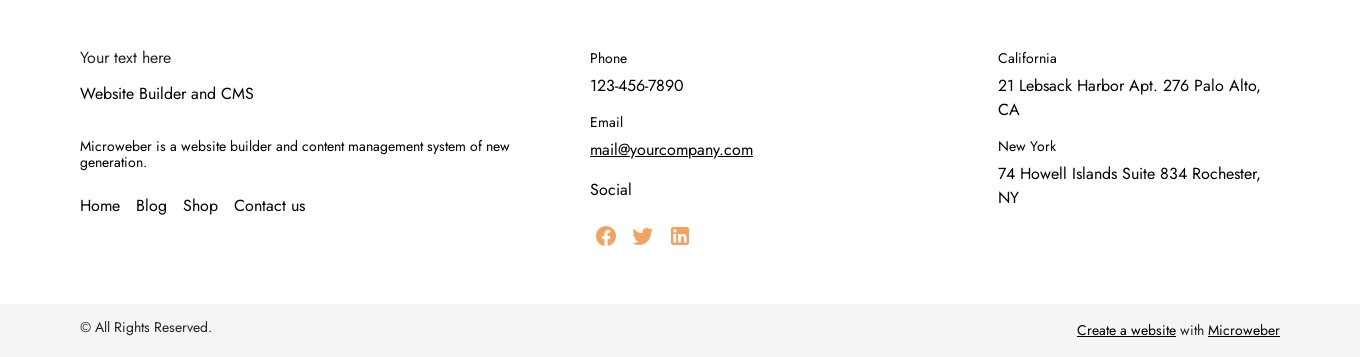 Your text here
Website Builder and CMS
Microweber is a website builder and content management system of new
generation.
Home Blog Shop Contact us
Phone
123-456-7890
Email
mail@yourcompany.com
Social
California
21 Lebsack Harbor Apt. 276 Palo Alto,
CA
New York
74 Howell Islands Suite 834 Rochester,
NY
© All Rights Reserved.
Create a website with Microweber